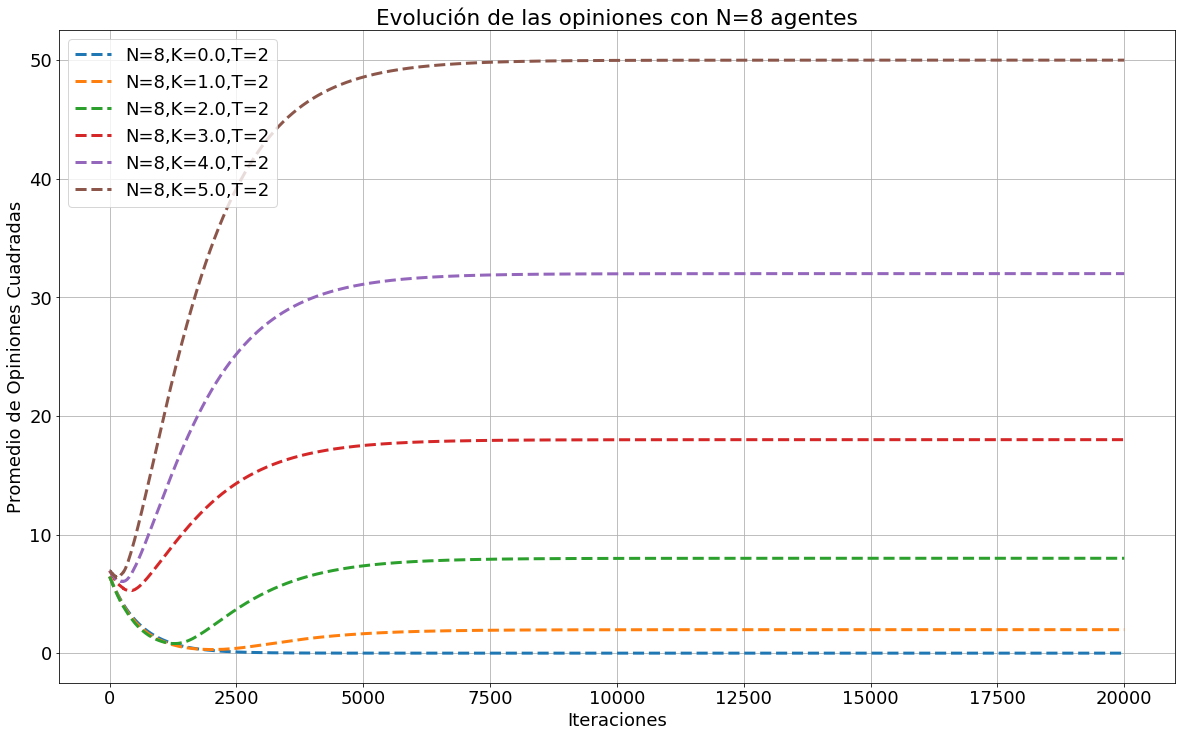 Evolución de las opiniones con N=8 agentes
N=8,K=0.0,T=2
N=8,K=1.0,T=2
N=8,K=2.0,T=2
N=8,K=3.0,T=2
N=8,K=4.0,T=2
N=8,K=5.0,T=2
Promedio de Opiniones Cuadradas
50
40
30
20
10
0
0 2500 5000 7500 10000 12500 15000 17500 20000
Iteraciones